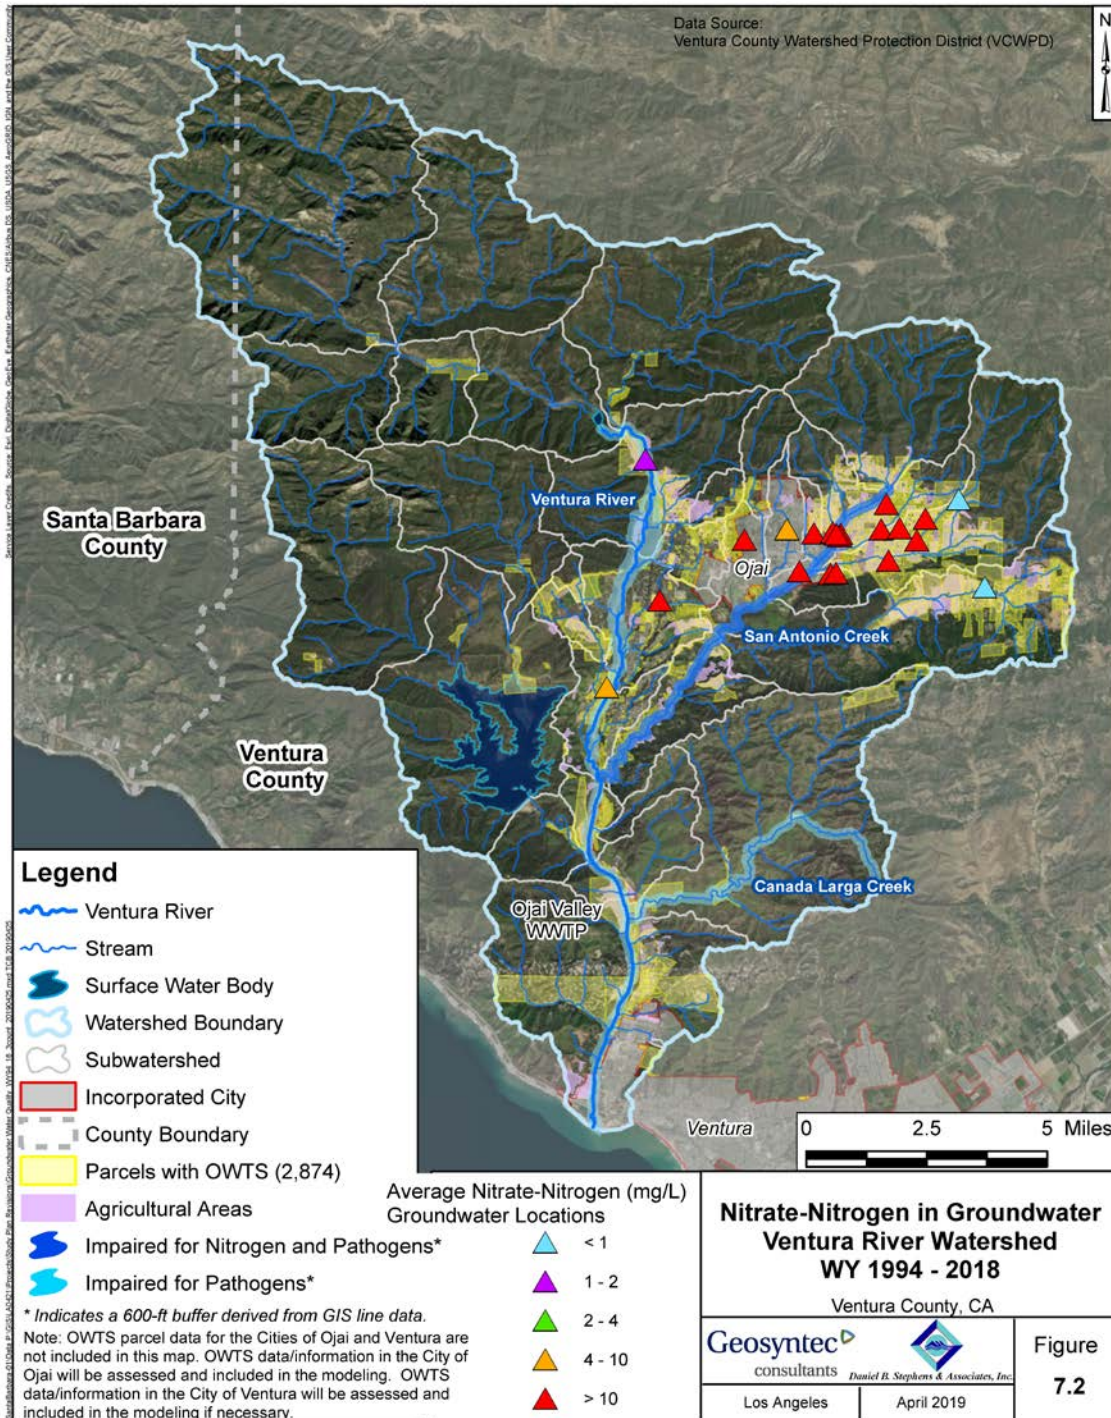 Data Source:
Ventura County Watershed Protection District (VCWPD)
N
Ventura River
Santa Barbara
County
Ojai
San Antonio Creek
Ventura
County
Canada Larga Creek
Ojai Valley
WWTP
Ventura
0 2.5 5 Miles
Legend
Ventura River
Stream
Surface Water Body
Watershed Boundary
Subwatershed
Incorporated City
County Boundary
Parcels with OWTS (2,874)
Agricultural Areas
Impaired for Nitrogen and Pathogens*
Impaired for Pathogens*
* Indicates a 600-ft buffer derived from GIS line data.
Note: OWTS parcel data for the Cities of Ojai and Ventura are
not included in this map. OWTS data/information in the City of
Ojai will be assessed and included in the modeling. OWTS
data/information in the City of Ventura will be assessed and
included in the modeling if necessary.
Average Nitrate-Nitrogen (mg/L)
Groundwater Locations
< 1
1 - 2
2 - 4
4 - 10
> 10
Nitrate-Nitrogen in Groundwater
Ventura River Watershed
WY 1994 - 2018
Ventura County, CA
Geosyntec
consultants
Daniel B. Stephens & Associates, Inc.
Los Angeles
April 2019
Figure
7.2